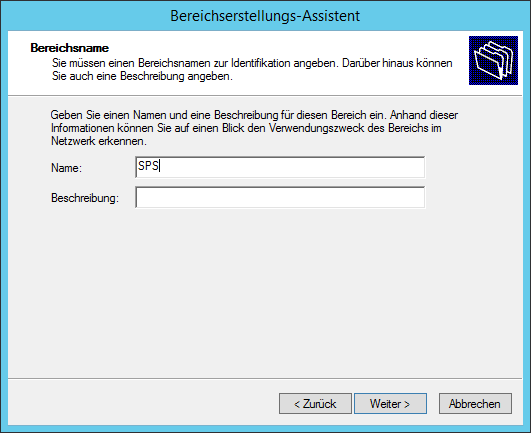 Bereichserstellungs-Assistent
Bereichsname
Sie müssen einen Bereichsnamen zur Identifikation angeben. Darüber hinaus können
Sie auch eine Beschreibung angeben.
Geben Sie einen Namen und eine Beschreibung für diesen Bereich ein. Anhand dieser
Informationen können Sie auf einen Blick den Verwendungszweck des Bereichs im
Netzwerk erkennen.
Name: SPS
Beschreibung:
< Zurück Weiter > Abbrechen